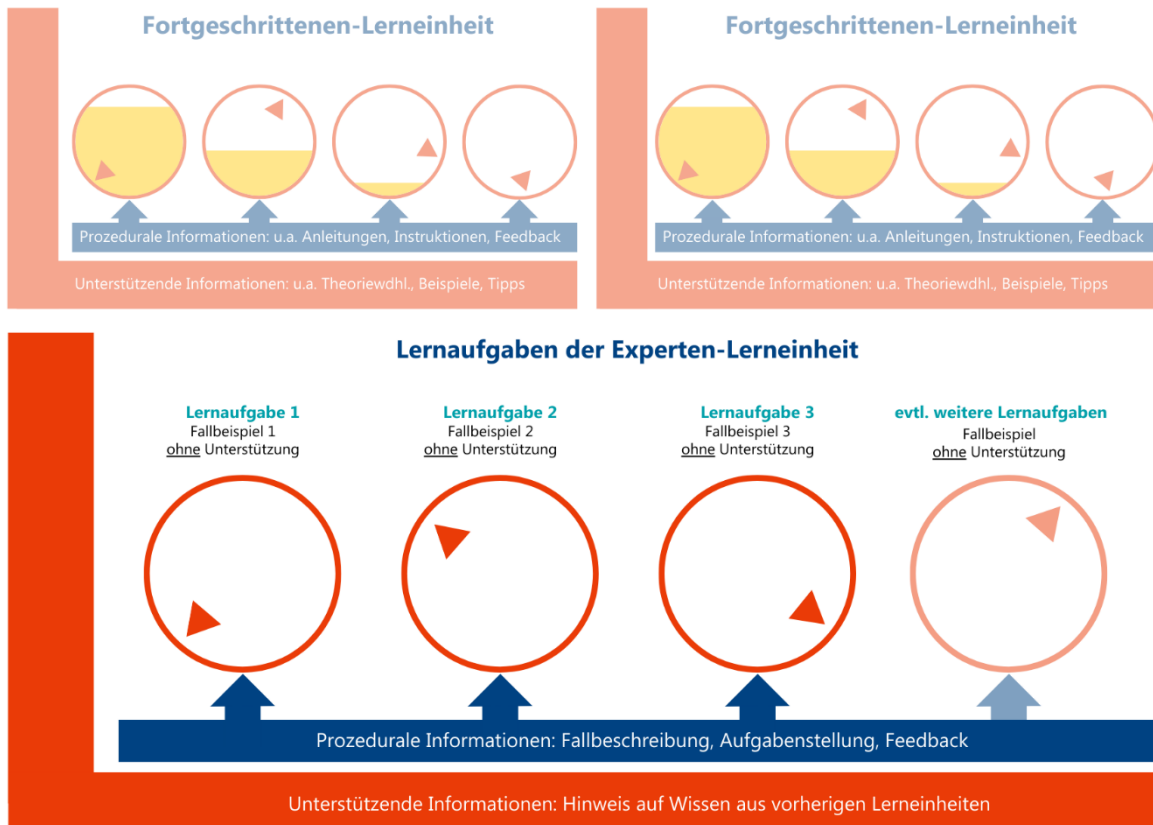 Fortgeschrittenen-Lerneinheit
Prozedurale Informationen: u.a. Anleitungen, Instruktionen, Feedback
Unterstützende Informationen: u.a. Theoriewdhl., Beispiele, Tipps
Fortgeschrittenen-Lerneinheit
Prozedurale Informationen: u.a. Anleitungen, Instruktionen, Feedback
Unterstützende Informationen: u.a. Theoriewdhl., Beispiele, Tipps
Lernaufgaben der Experten-Lerneinheit
Lernaufgabe 1
Fallbeispiel 1
ohne Unterstützung
Lernaufgabe 2
Fallbeispiel 2
ohne Unterstützung
Lernaufgabe 3
Fallbeispiel 3
ohne Unterstützung
evtl. weitere Lernaufgaben
Fallbeispiel
ohne Unterstützung
Prozedurale Informationen: Fallbeschreibung, Aufgabenstellung, Feedback
Unterstützende Informationen: Hinweis auf Wissen aus vorherigen Lerneinheiten